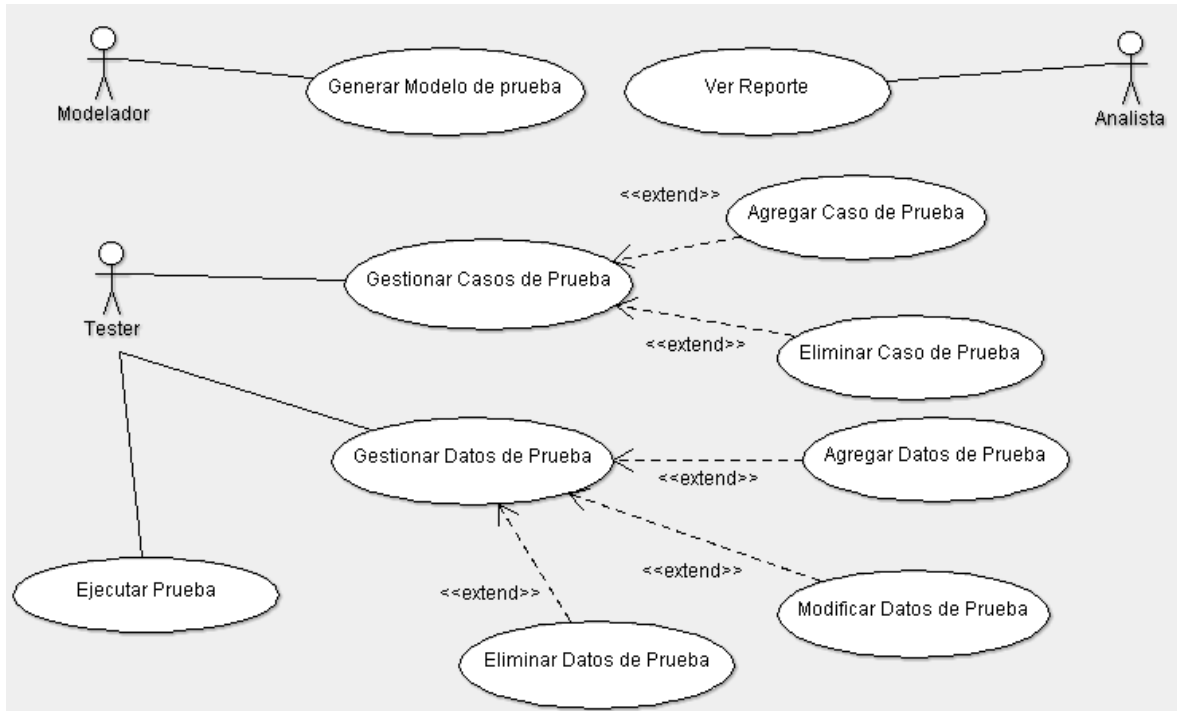 Generar Modelo de prueba
Ver Reporte
Modelador
Analista
<<extend>>
Agregar Caso de Prueba
Gestionar Casos de Prueba
Tester
<<extend>>
Eliminar Caso de Prueba
Gestionar Datos de Prueba
Agregar Datos de Prueba
<<extend>>
<<extend>>
Ejecutar Prueba
<<extend>>
Modificar Datos de Prueba
Eliminar Datos de Prueba